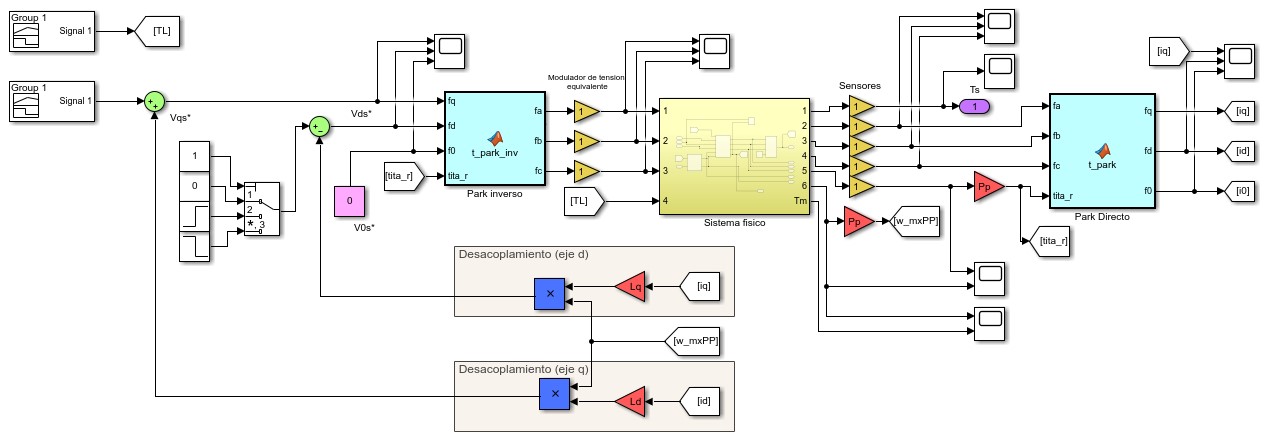 Group 1
Signal 1
[TL]
Group 1
Signal 1
Vqs*
1
0
1
2
*, 3
Vds*
0
V0s*
[tita_r]
fq
fd
f0
tita_r
t_park_inv
fa
fb
fc
Park inverso
Modulador de tension
equivalente
1
1
1
[TL]
1
2
3
4
1
2
3
4
5
6
Tm
Sistema fisico
Sensores
1
1
1
1
1
Ts
1
Pp
[w_mxPP]
Pp
[tita_r]
fa
fb
fc
tita_r
t_park
fq
fd
f0
Park Directo
[iq]
[iq]
[id]
[i0]
Desacoplamiento (eje d)
×
Lq
[iq]
[w_mxPP]
Desacoplamiento (eje q)
×
Ld
[id]